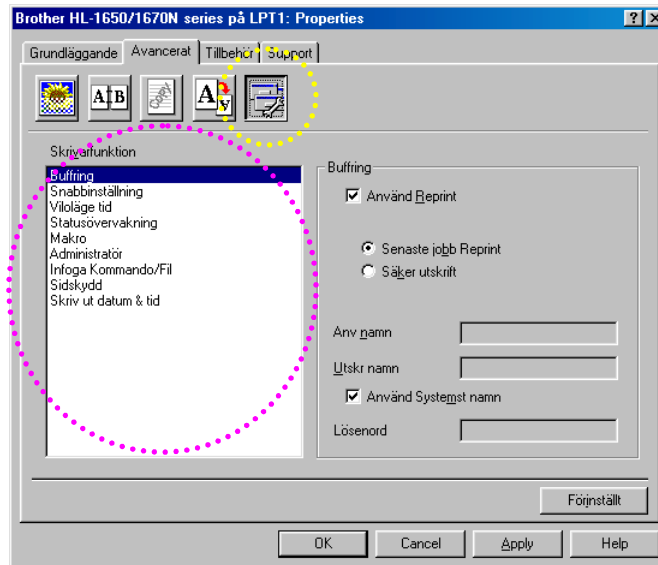 Brother HL-1650/1670N series på LPT1: Properties
Grundläggande Avancerat Tillbehör Support
A B COPY A A
Skrivarfunktion
Buffring
Snabbinställning
Viloläge tid
Statusövervakning
Makro
Administratör
Infoga Kommando/Fil
Sidskydd
Skriv ut datum & tid
Buffring
Använd Reprint
Senaste jobb Reprint
Säker utskrift
Anv namn
Utskr namn
Använd Systemst namn
Lösenord
Förinställt
OK Cancel Apply Help